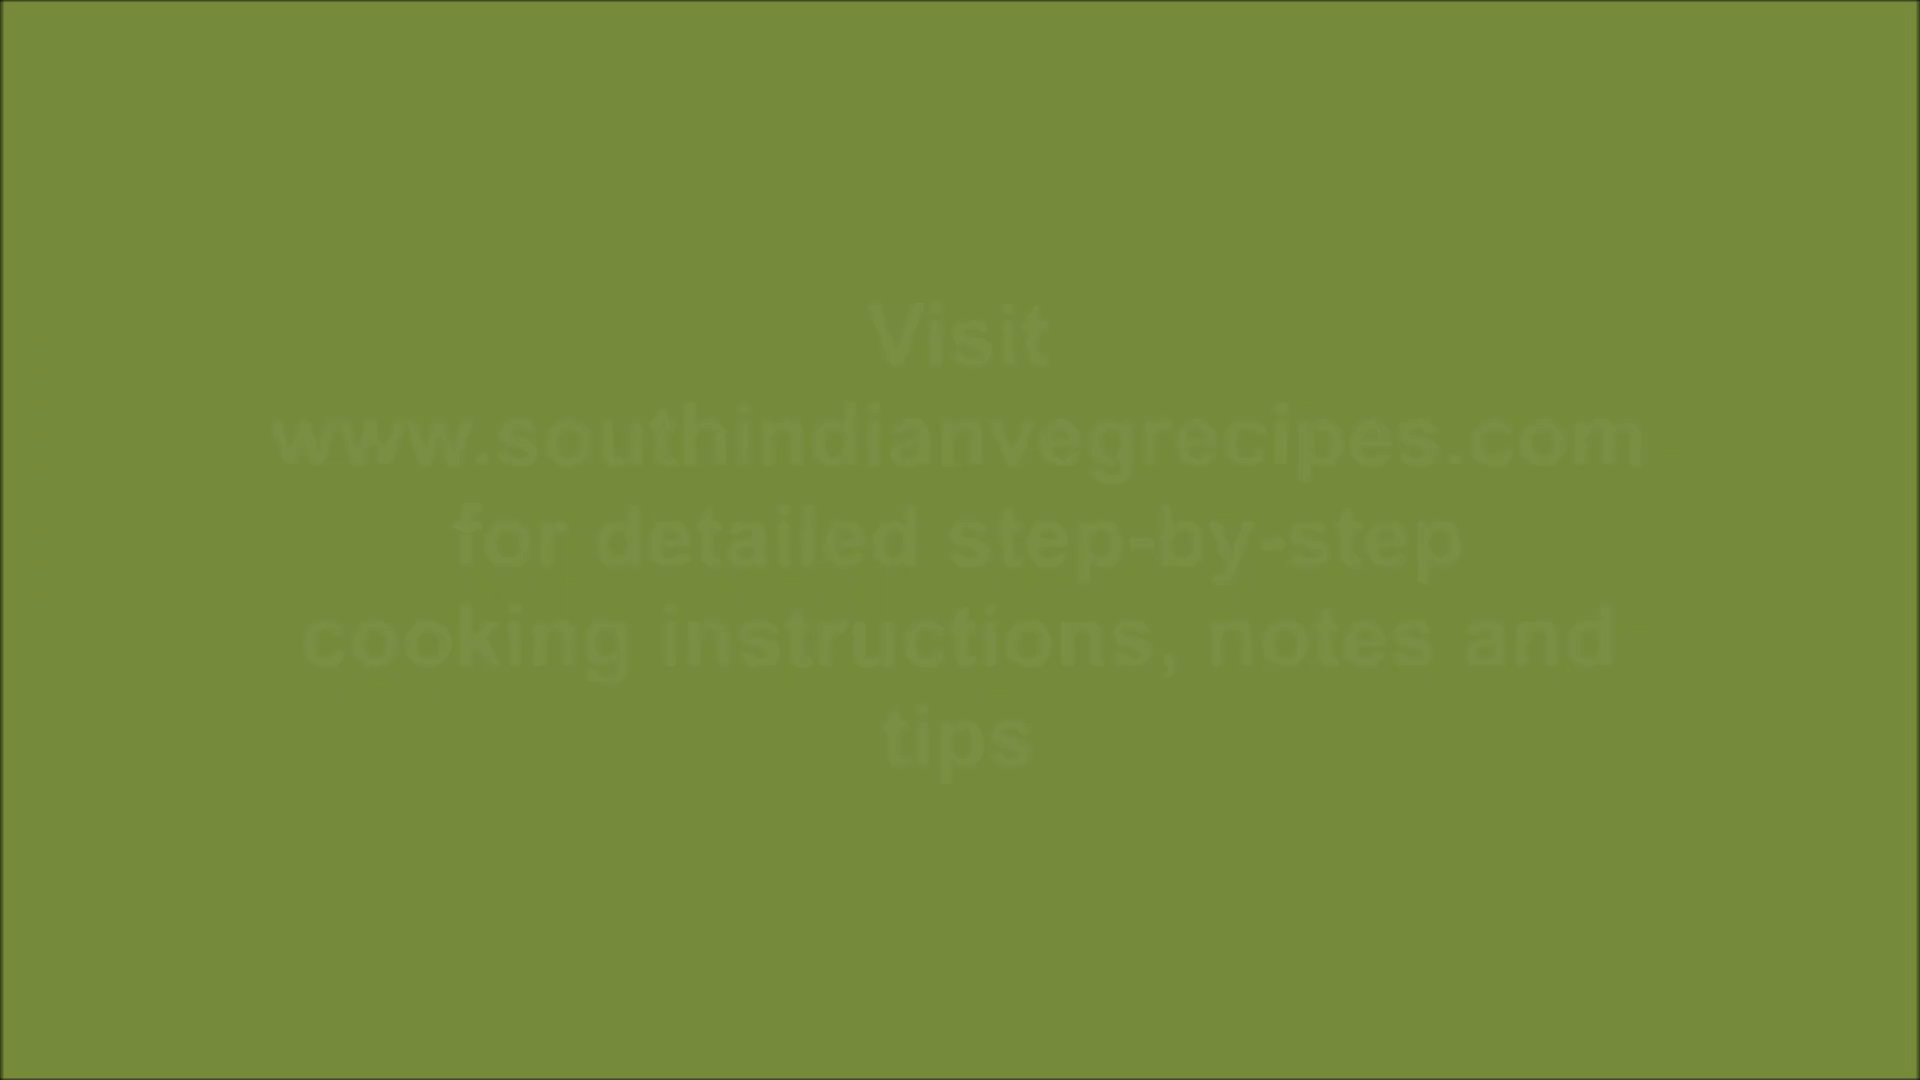 Visit
www.southindianvegrecipes.com
for detailed step-by-step
cooking instructions, notes and
tips